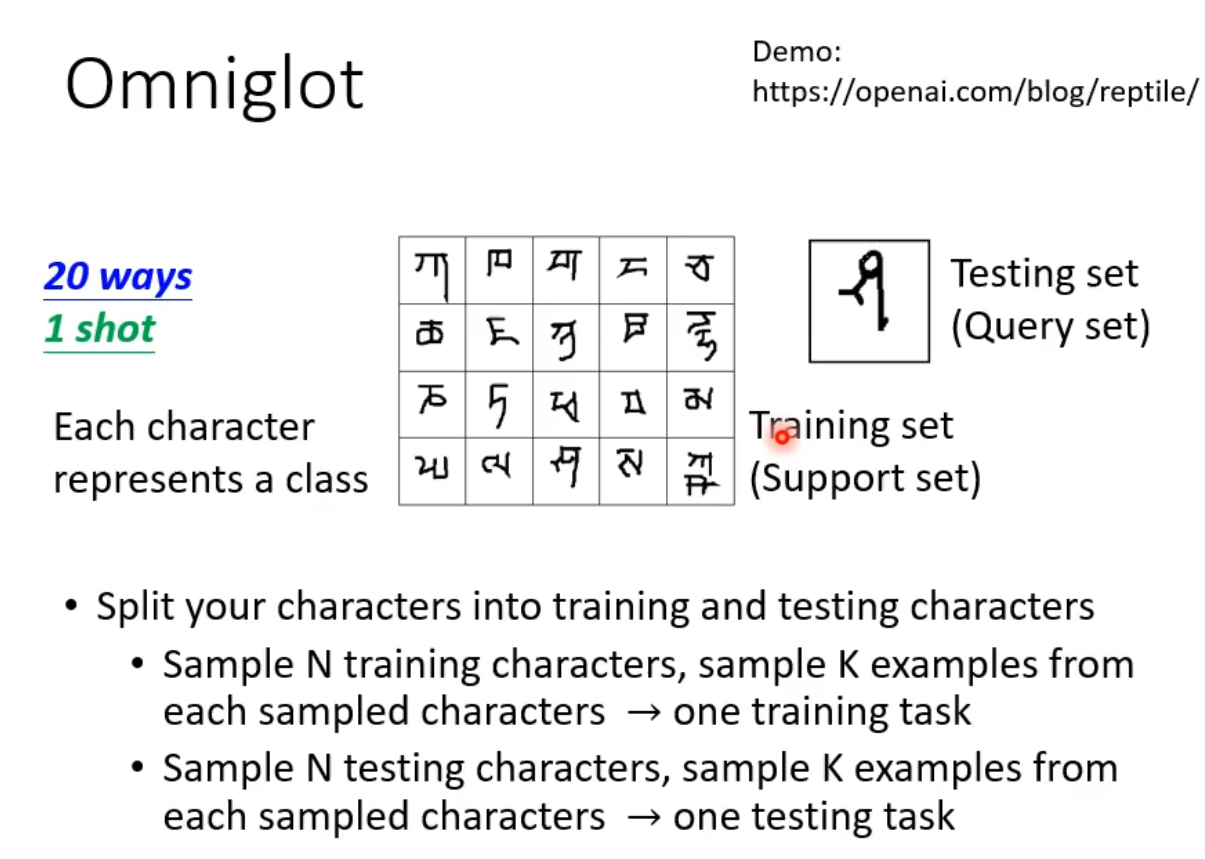 Omniglot
Demo:
https://openai.com/blog/reptile/
20 ways
1 shot
Each character
represents a class
Testing set
(Query set)
Training set
(Support set)
• Split your characters into training and testing characters
• Sample N training characters, sample K examples from
each sampled characters → one training task
• Sample N testing characters, sample K examples from
each sampled characters → one testing task